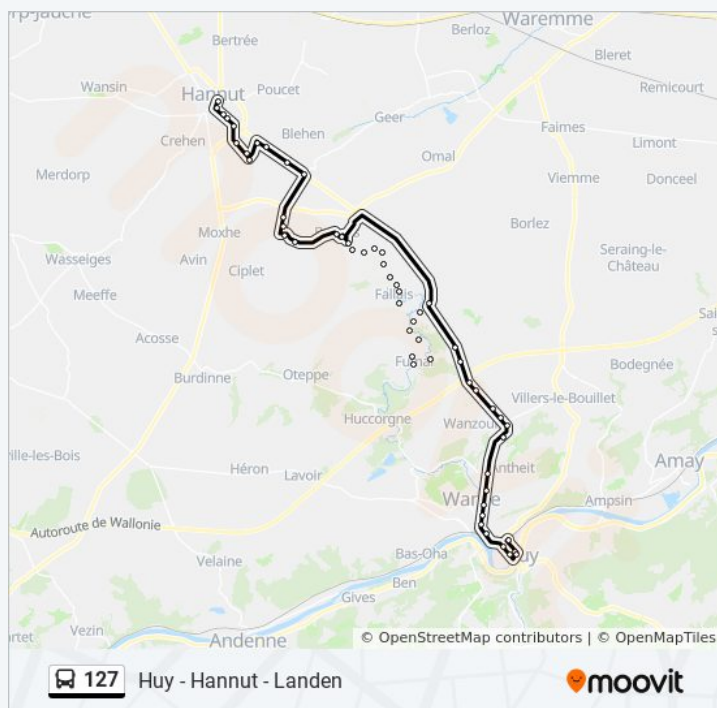 rp-Jauche
Waremme
Berloz
Bertrée
Bleret
Wansin
Hannut
Poucet
Remicourt
Geer
Faimes
Crehen
Blehen
Limont
Omal
Merdorp
Viemme
Donceel
Moxhe
Borlez
Avin
Wasseiges
Ciplet
Seraing-le-
Château
Meeffe
Fallais
Acosse
Fumal
Bodegnée
Burdinne
Oteppe
Villers-le-Bouillet
Huccorgne
Wanzoul
ville-les-Bois
Héron
Lavoir
Antheit
Amay
Wanze
Ampsin
Autoroute de Wallonie
Bas-Oha
Huy
Velaine
Ben
Gives
Vezin
Andenne
© OpenStreetMap contributors | © OpenMapTiles
127 Huy - Hannut - Landen
moovit